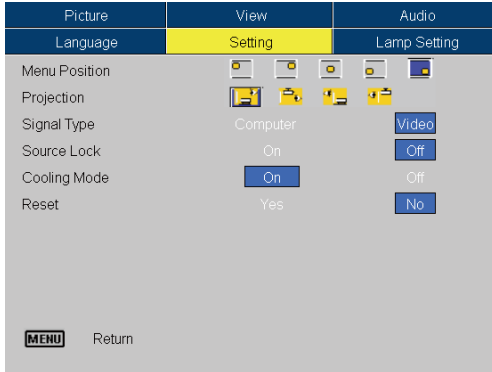 Picture View Audio
Language Setting Lamp Setting
Menu Position
Projection
Signal Type Computer Video
Source Lock On Off
Cooling Mode On Off
Reset Yes No
MENU Return